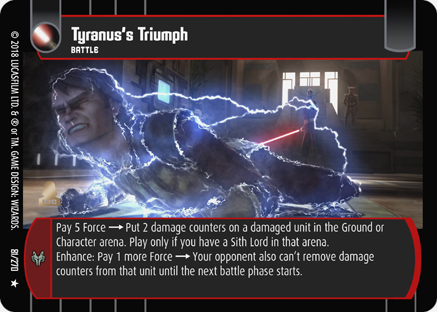 Tyranus's Triumph
BATTLE
Pay 5 Force → Put 2 damage counters on a damaged unit in the Ground or
Character arena. Play only if you have a Sith Lord in that arena.
Enhance: Pay 1 more Force → Your opponent also can't remove damage
counters from that unit until the next battle phase starts.
© 2018 LUCASFILM LTD. & ® or TM. GAME DESIGN: WIZARDS.
81/270 ★